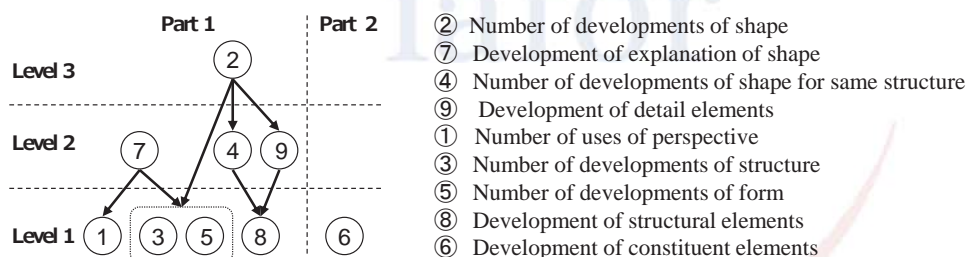 Part 1
Part 2
Level 3
2
Level 2
7
4
9
Level 1
1
3
5
8
6
② Number of developments of shape
⑦ Development of explanation of shape
④ Number of developments of shape for same structure
⑨ Development of detail elements
① Number of uses of perspective
③ Number of developments of structure
⑤ Number of developments of form
⑧ Development of structural elements
⑥ Development of constituent elements